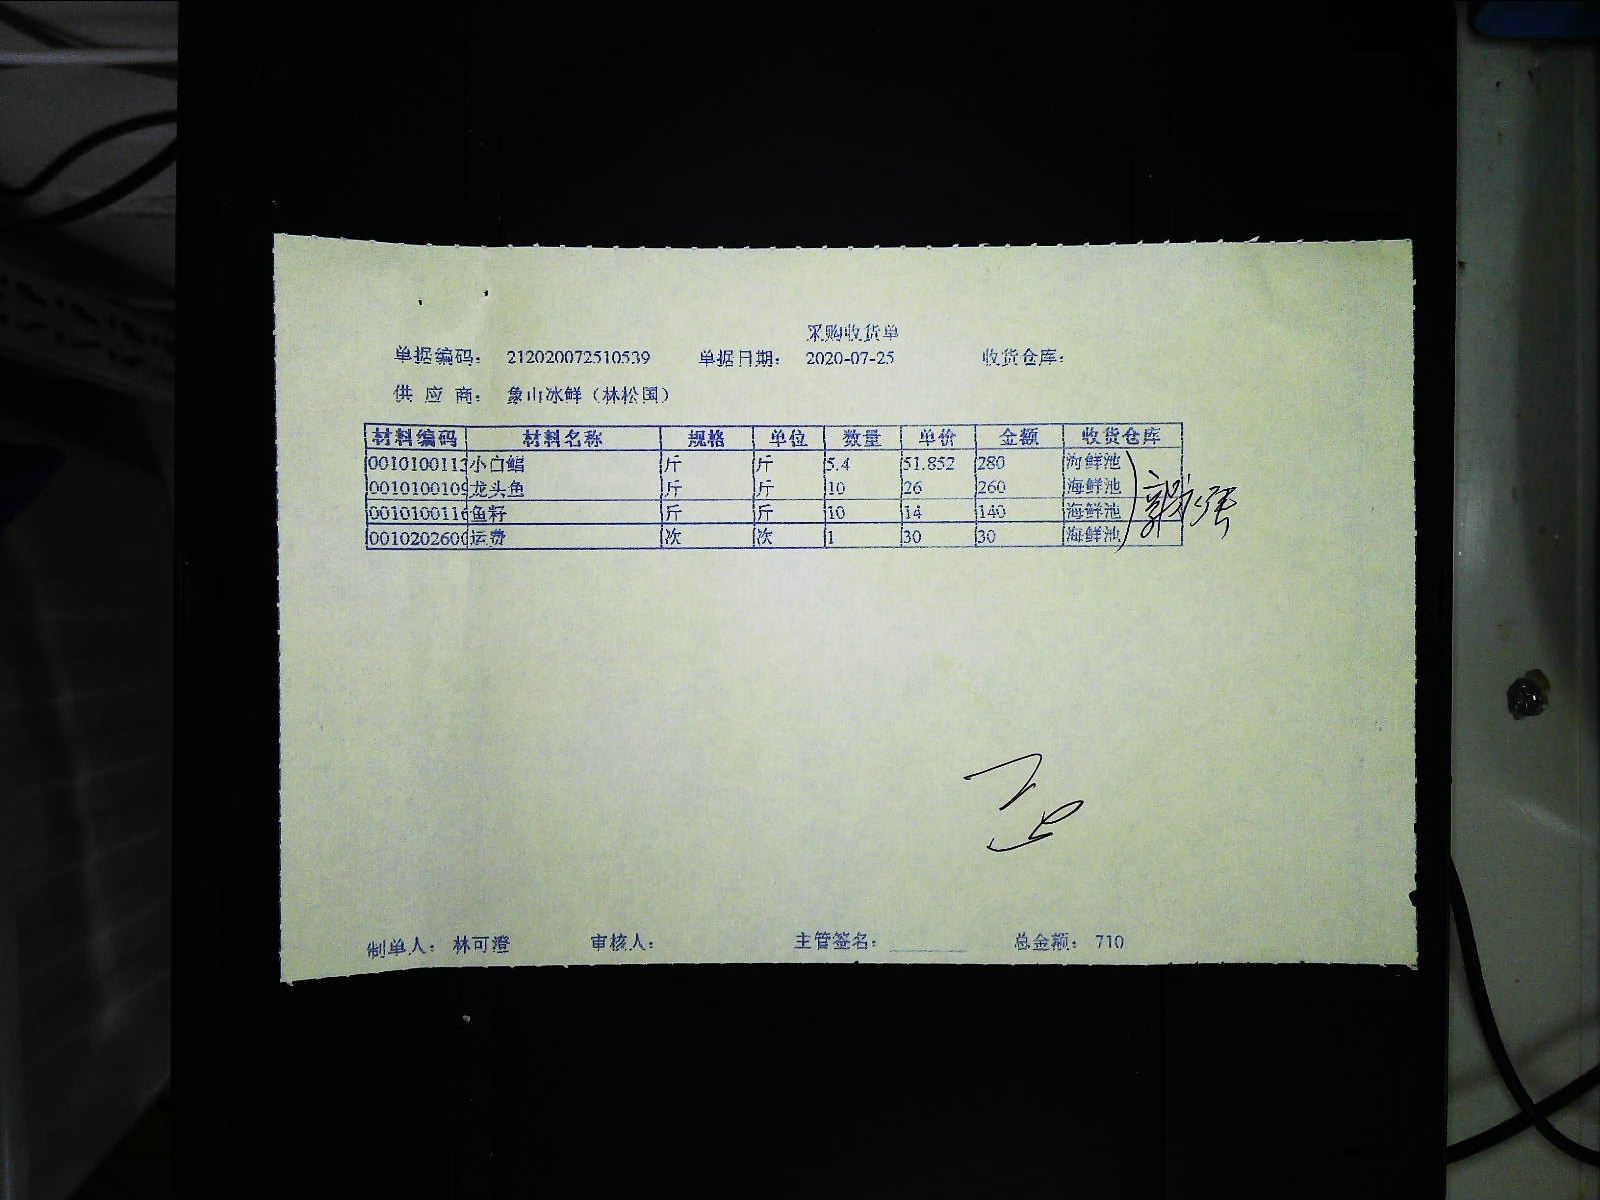 采购收货单
单据编码： 212020072510539 单据日期： 2020-07-25 收货仓库：
供 应 商： 象山冰鲜（林松国）
材料编码 材料名称 规格 单位 数量 单价 金额 收货仓库
001010011 小白鲳 斤 斤 5.4 51.852 280 海鲜池
001010010 龙头鱼 斤 斤 10 26 260 海鲜池
001010011 鱼籽 斤 斤 10 14 140 海鲜池
001020260 运费 次 次 1 30 30 海鲜池
制单人： 林可澄 审核人： 主管签名： 总金额： 710